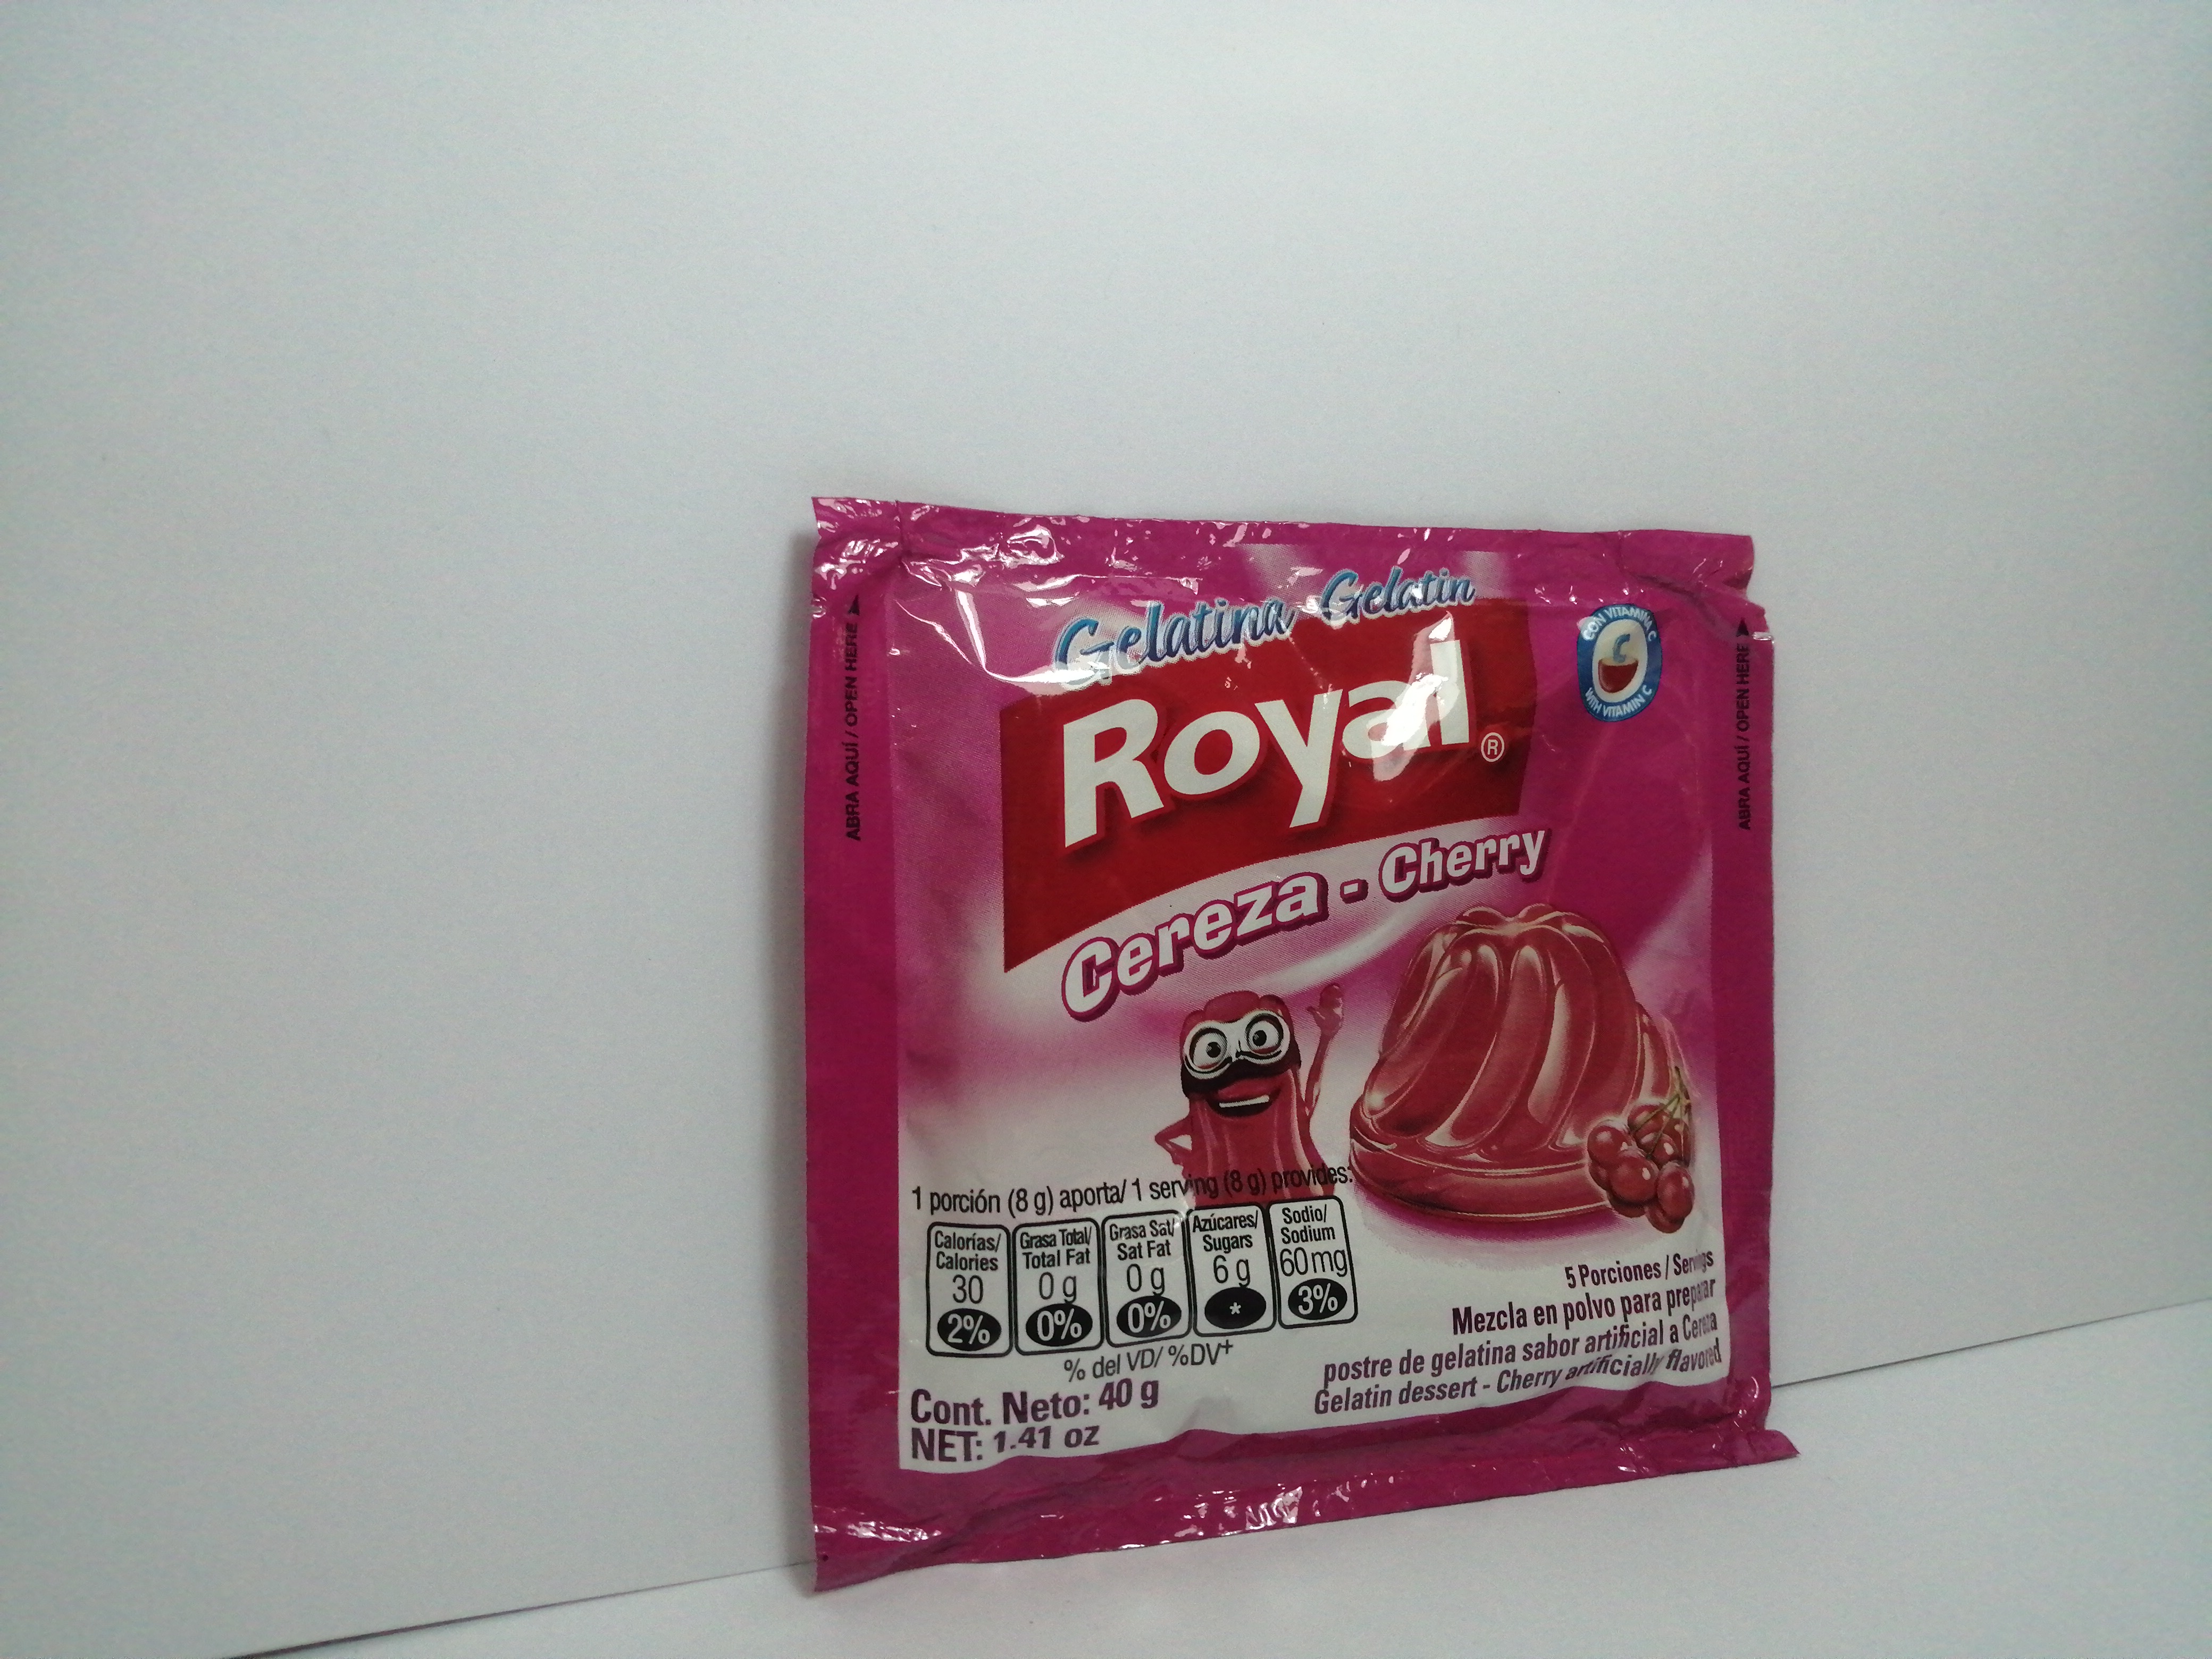 Gelatina Gelatin
CON VITAMINA C
C
WITH VITAMIN C
Royal®
Cereza - Cherry
ABRA AQUÍ / OPEN HERE
ABRA AQUÍ / OPEN HERE
1 porción (8 g) aporta/ 1 serving (8 g) provides:
Calorías/
Calories
30
2%
Grasa Total/
Total Fat
0 g
0%
Grasa Sat/
Sat Fat
0 g
0%
Azúcares/
Sugars
6 g
*
Sodio/
Sodium
60 mg
3%
% del VD/ %DV+
Cont. Neto: 40 g
NET: 1.41 oz
5 Porciones / Servings
Mezcla en polvo para preparar
postre de gelatina sabor artificial a Cereza
Gelatin dessert - Cherry artificially flavored